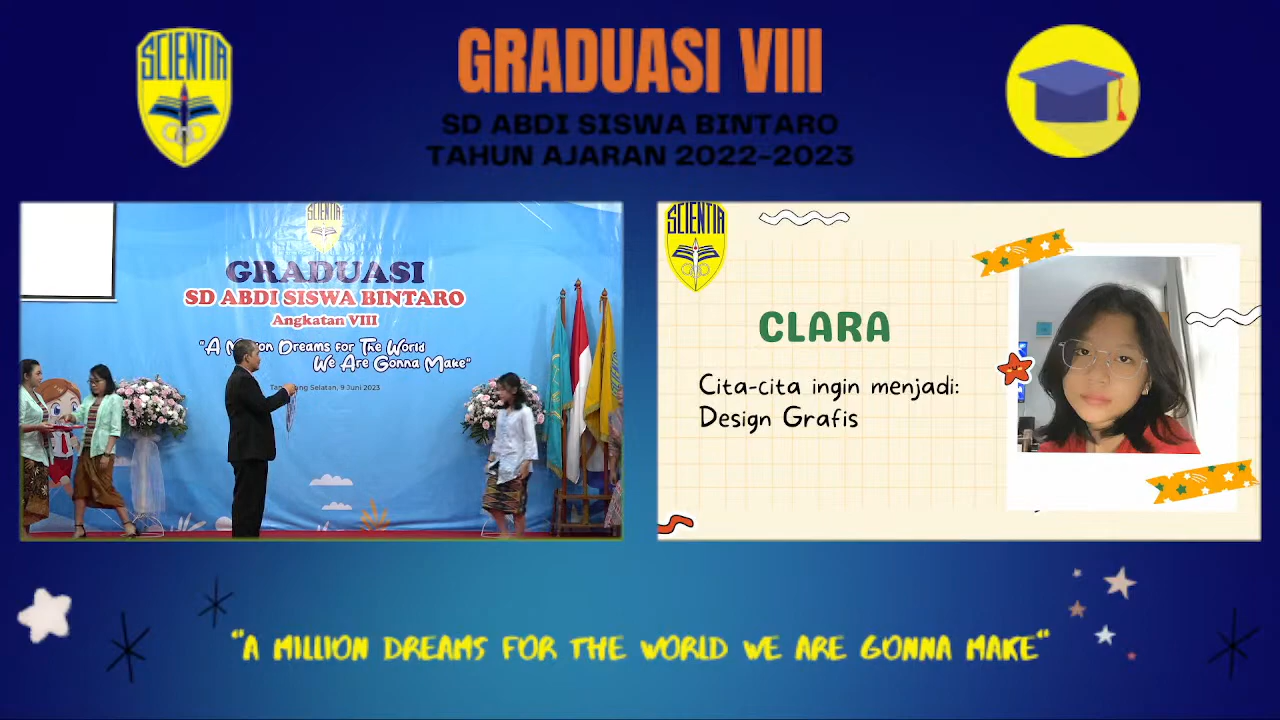 SCIENTIA
GRADUASI VIII
SD ABDI SISWA BINTARO
TAHUN AJARAN 2022-2023
SCIENTIA
GRADUASI
SD ABDI SISWA BINTARO
Angkatan VIII
"A Million Dreams for The World
We Are Gonna Make"
Tangerang Selatan, 9 Juni 2023
SCIENTIA
CLARA
Cita-cita ingin menjadi:
Design Grafis
"A MILLION DREAMS FOR THE WORLD WE ARE GONNA MAKE"